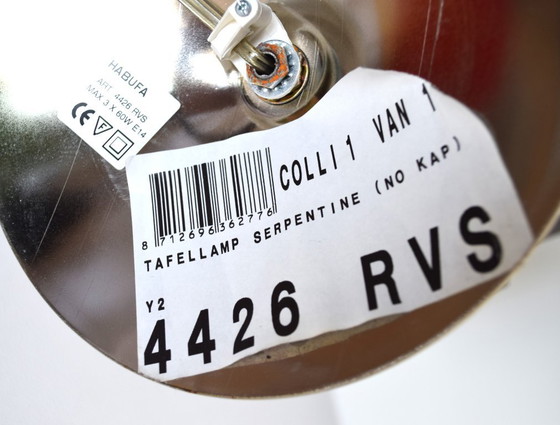 HABUFA
ART. 4426 RVS
MAX 3 X 60W E14
CE F
COLLI 1 VAN 1
8 712696 362776
TAFELLAMP SERPENTINE (NO KAP)
Y2
4426 RVS